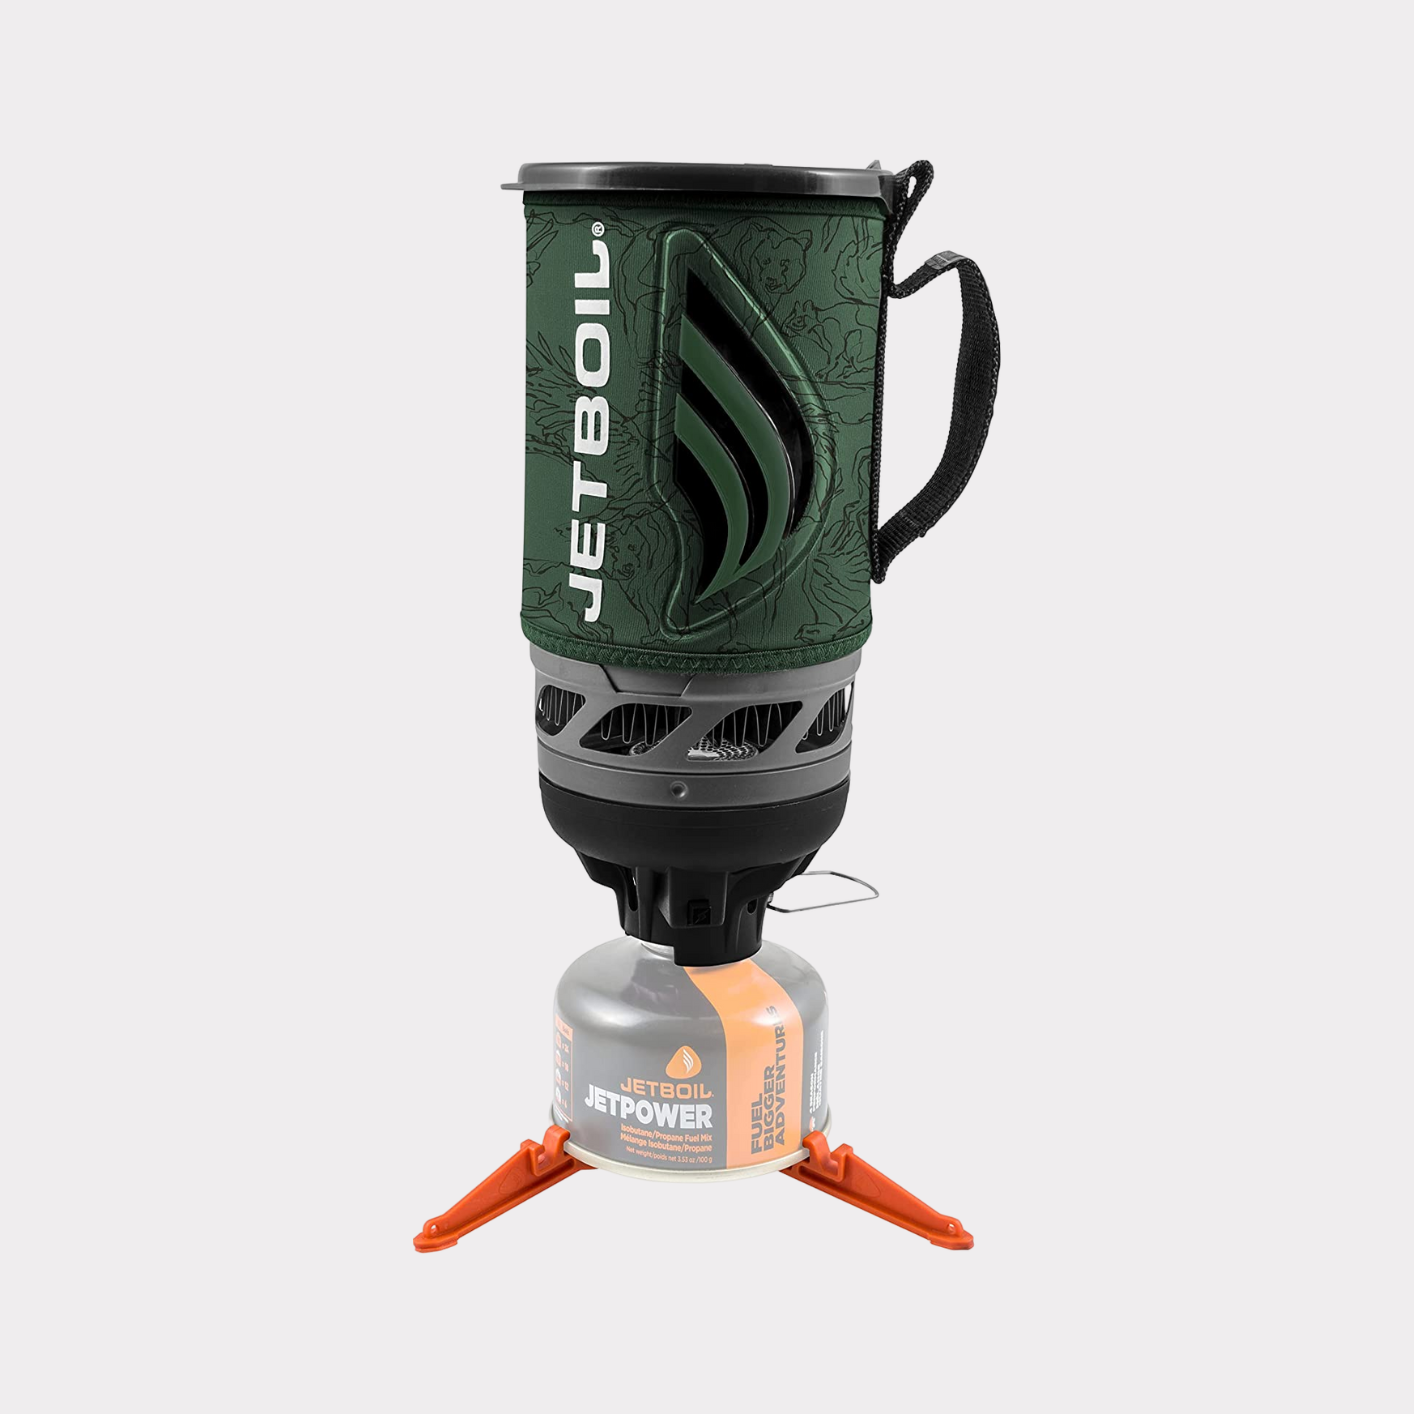 JETBOIL®
JETBOIL
JETPOWER
Isobutane/Propane Fuel Mix
Mélange Isobutane/Propane
Net weight/poids net 3.53 oz /100 g
FUEL
BIGGER
ADVENTURES